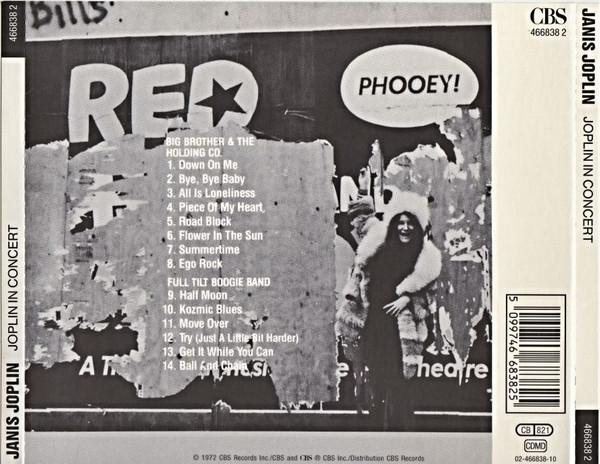 466838 2
JANIS JOPLIN JOPLIN IN CONCERT
Bills
RED
PHOOEY!
BIG BROTHER & THE
HOLDING CO.
1. Down On Me
2. Bye, Bye Baby
3. All Is Loneliness
4. Piece Of My Heart
5. Road Block
6. Flower In The Sun
7. Summertime
8. Ego Rock
FULL TILT BOOGIE BAND
9. Half Moon
10. Kozmic Blues
11. Move Over
12. Try (Just A Little Bit Harder)
13. Get It While You Can
14. Ball And Chain
© 1972 CBS Records Inc./CBS and CBS ® CBS Inc./Distribution CBS Records
CBS
466838 2
5 099746 683825
CB 821
COMD
02-466838-10
JANIS JOPLIN JOPLIN IN CONCERT
466838 2